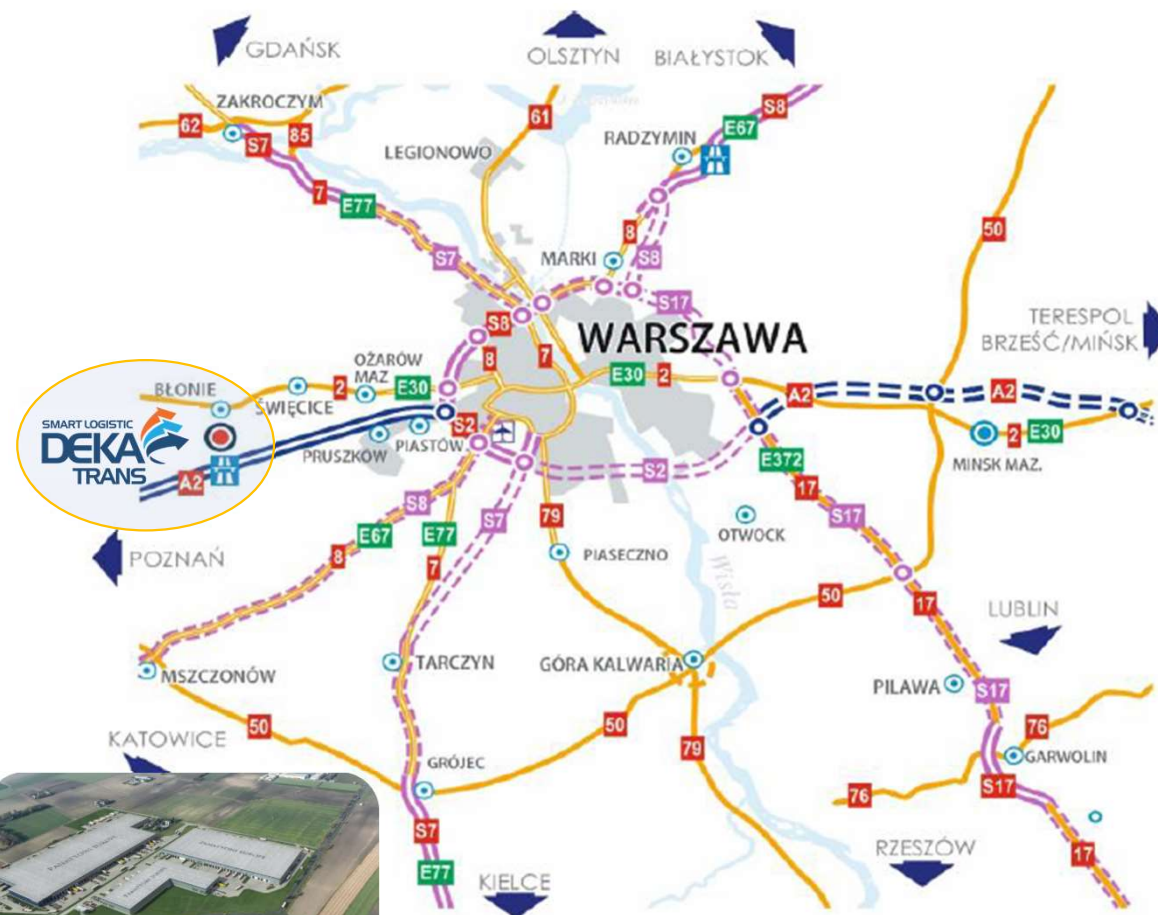 GDAŃSK
OLSZTYN
BIAŁYSTOK
ZAKROCZYM
62
85
S7
61
S8
E67
RADZYMIN
LEGIONOWO
7
E77
50
8
S7
MARKI
S8
S17
TERESPOL
BRZEŚĆ/MIŃSK
WARSZAWA
S8
8
7
OŻARÓW
MAZ.
BŁONIE
ŚWIĘCICE
2
E30
E30
2
A2
A2
SMART LOGISTIC
DEKA
TRANS
S2
PIASTÓW
PRUSZKÓW
2
E30
MINSK MAZ.
A2
S2
E372
17
S8
E67
S7
79
S17
OTWOCK
E77
8
7
PIASECZNO
POZNAŃ
Wisła
50
17
LUBLIN
MSZCZONÓW
TARCZYN
GÓRA KALWARIA
PILAWA
S17
50
50
76
KATOWICE
79
GRÓJEC
GARWOLIN
S17
76
S7
RZESZÓW
17
E77
KIELCE